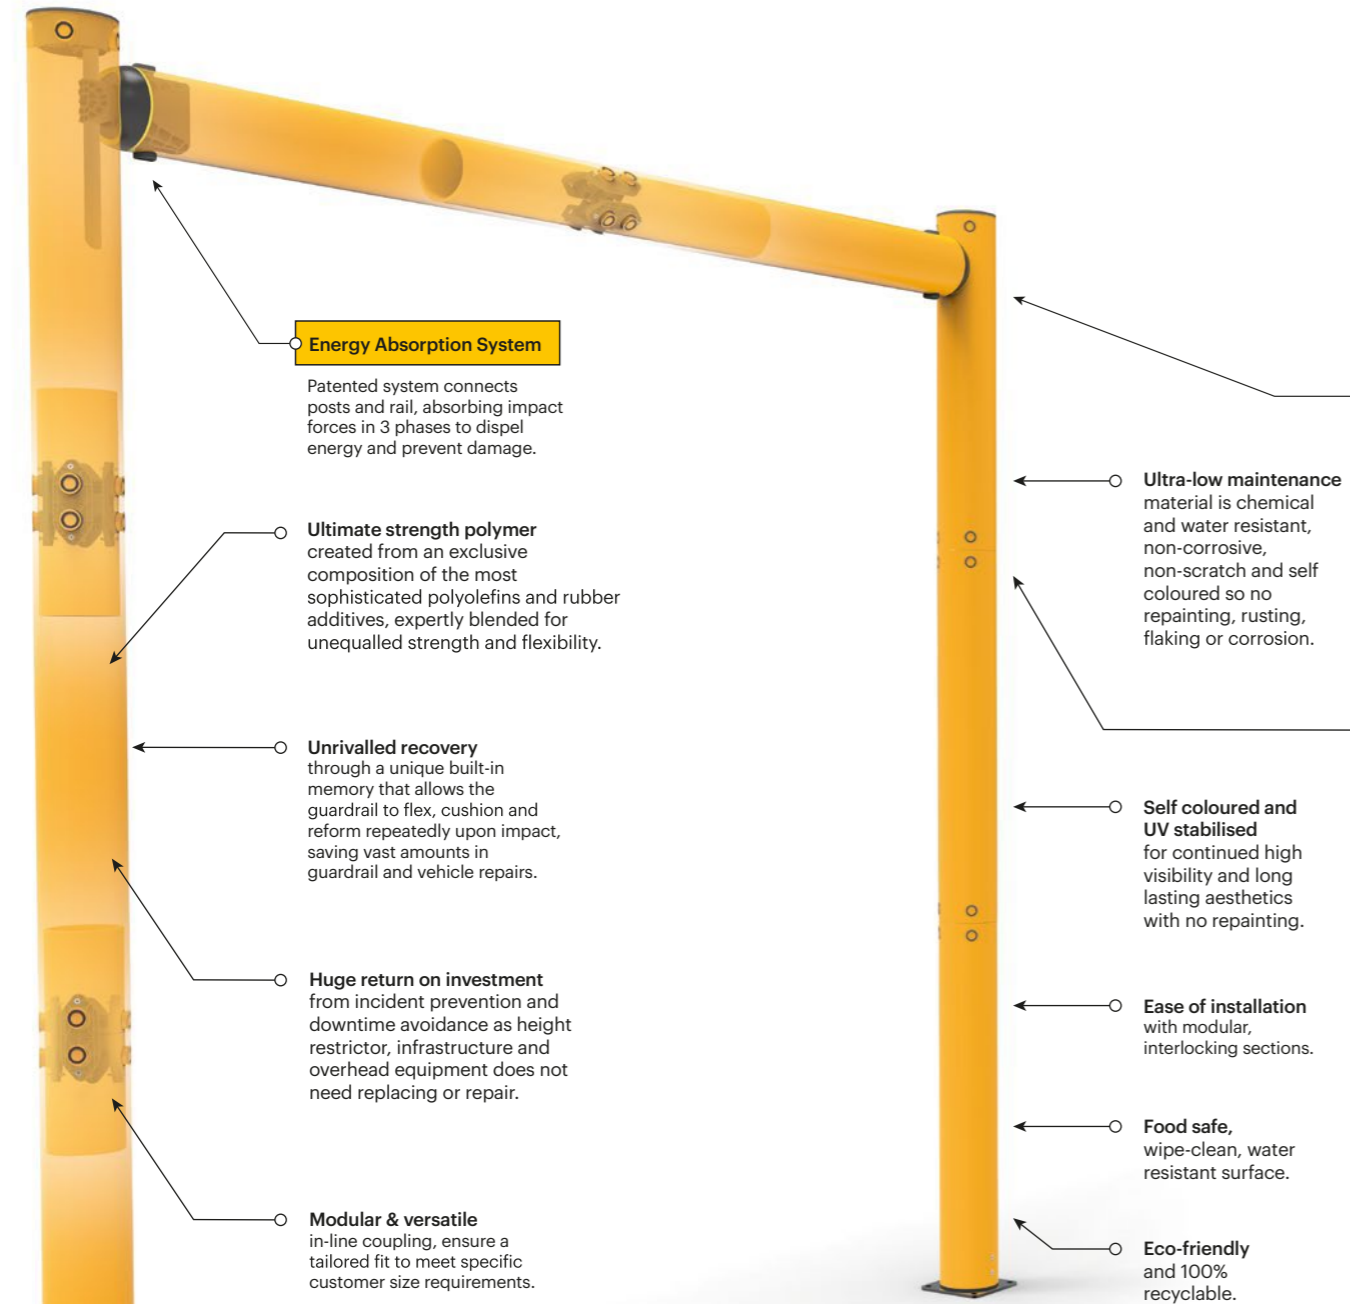 Energy Absorption System
Patented system connects
posts and rail, absorbing impact
forces in 3 phases to dispel
energy and prevent damage.
Ultimate strength polymer
created from an exclusive
composition of the most
sophisticated polyolefins and rubber
additives, expertly blended for
unequalled strength and flexibility.
Unrivalled recovery
through a unique built-in
memory that allows the
guardrail to flex, cushion and
reform repeatedly upon impact,
saving vast amounts in
guardrail and vehicle repairs.
Huge return on investment
from incident prevention and
downtime avoidance as height
restrictor, infrastructure and
overhead equipment does not
need replacing or repair.
Modular & versatile
in-line coupling, ensure a
tailored fit to meet specific
customer size requirements.
Ultra-low maintenance
material is chemical
and water resistant,
non-corrosive,
non-scratch and self
coloured so no
repainting, rusting,
flaking or corrosion.
Self coloured and
UV stabilised
for continued high
visibility and long
lasting aesthetics
with no repainting.
Ease of installation
with modular,
interlocking sections.
Food safe,
wipe-clean, water
resistant surface.
Eco-friendly
and 100%
recyclable.